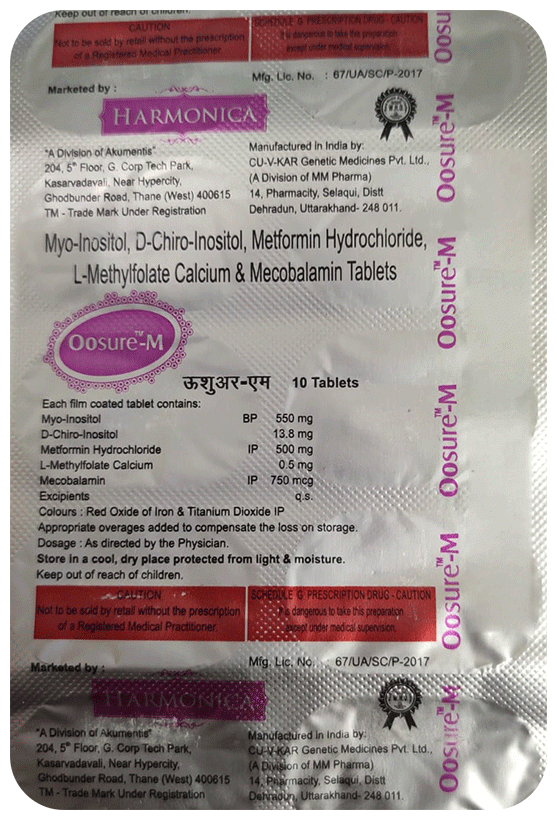 Keep out of reach of children.
CAUTION
Not to be sold by retail without the prescription
of a Registered Medical Practitioner.
SCHEDULE G PRESCRIPTION DRUG - CAUTION
It is dangerous to take this preparation
except under medical supervision.
Mfg. Lic. No. : 67/UA/SC/P-2017
Marketed by :
HARMONICA
"A Division of Akumentis"
204, 5th Floor, G. Corp Tech Park,
Kasarvadavali, Near Hypercity,
Ghodbunder Road, Thane (West) 400615
TM - Trade Mark Under Registration
Manufactured in India by:
CU-V-KAR Genetic Medicines Pvt. Ltd.,
(A Division of MM Pharma)
14, Pharmacity, Selaqui, Distt
Dehradun, Uttarakhand- 248 011.
Myo-Inositol, D-Chiro-Inositol, Metformin Hydrochloride,
L-Methylfolate Calcium & Mecobalamin Tablets
Oosure™-M
ऊशुअर-एम 10 Tablets
Each film coated tablet contains:
Myo-Inositol BP 550 mg
D-Chiro-Inositol 13.8 mg
Metformin Hydrochloride IP 500 mg
L-Methylfolate Calcium 0.5 mg
Mecobalamin IP 750 mcg
Excipients q.s.
Colours : Red Oxide of Iron & Titanium Dioxide IP
Appropriate overages added to compensate the loss on storage.
Dosage : As directed by the Physician.
Store in a cool, dry place protected from light & moisture.
Keep out of reach of children.
CAUTION
Not to be sold by retail without the prescription
of a Registered Medical Practitioner.
SCHEDULE G PRESCRIPTION DRUG - CAUTION
It is dangerous to take this preparation
except under medical supervision.
Mfg. Lic. No. : 67/UA/SC/P-2017
Marketed by :
HARMONICA
"A Division of Akumentis"
204, 5th Floor, G. Corp Tech Park,
Kasarvadavali, Near Hypercity,
Ghodbunder Road, Thane (West) 400615
TM - Trade Mark Under Registration
Manufactured in India by:
CU-V-KAR Genetic Medicines Pvt. Ltd.,
(A Division of MM Pharma)
14, Pharmacity, Selaqui, Distt
Dehradun, Uttarakhand- 248 011.
Oosu
Oosure™-M
Oosure™-M
Oosure™-M
Oosure™-M
Oosure™-M